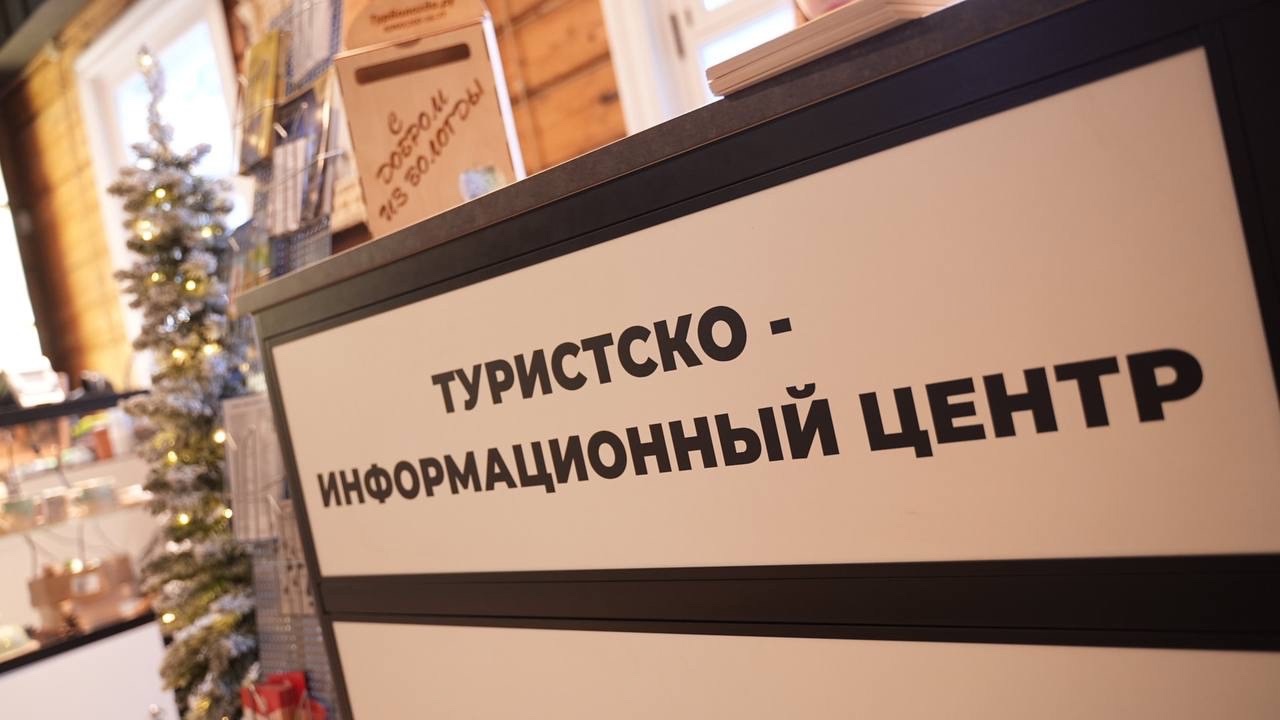 С
ДОБРОМ
ИЗ ВОЛОГДЫ
ТУРИСТСКО -
ИНФОРМАЦИОННЫЙ ЦЕНТР